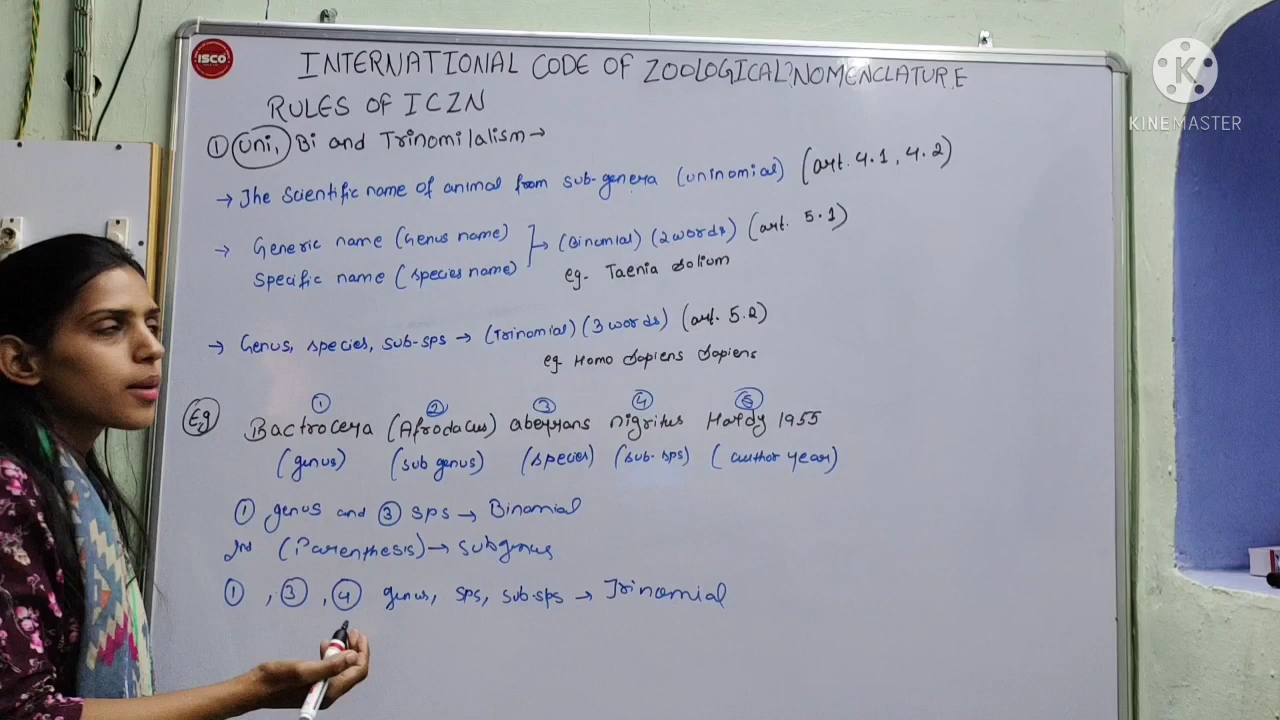 ISCO
INTERNATIONAL CODE OF ZOOLOGICAL NOMENCLATURE
KINEMASTER
RULES OF ICZN
① Uni, Bi and Trinomilalism →
→ The scientific name of animal from sub-genera (uninomial) (art. 4.1, 4.2)
→ Generic name (Genus name)
Specific name (species name)
→ (Binomial) (2 words) (art. 5.1)
eg. Taenia Solium
→ Genus, species, sub-sps → (Trinomial) (3 words) (art. 5.2)
eg Homo Sapiens Sapiens
① ② ③ ④ ⑤
Eg Bactrocera (Afrodacus) aberrans nigritus Hardy 1955
(genus) (sub genus) (species) (sub-sps) (author year)
① genus and ③ sps → Binomial
In (Parenthesis) → subgenus
①, ③, ④ genus, sps, sub-sps → Trinomial